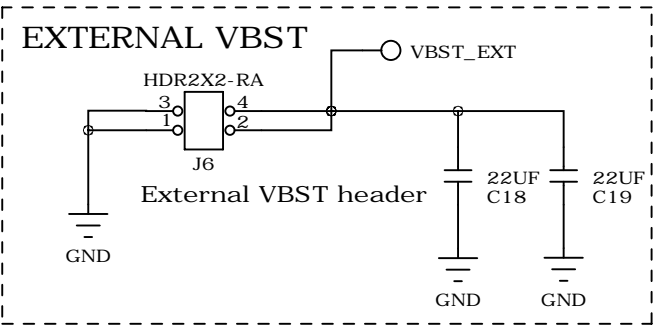 EXTERNAL VBST
VBST_EXT
HDR2X2-RA
3 4
1 2
J6
External VBST header
22UF 22UF
C18 C19
GND
GND GND